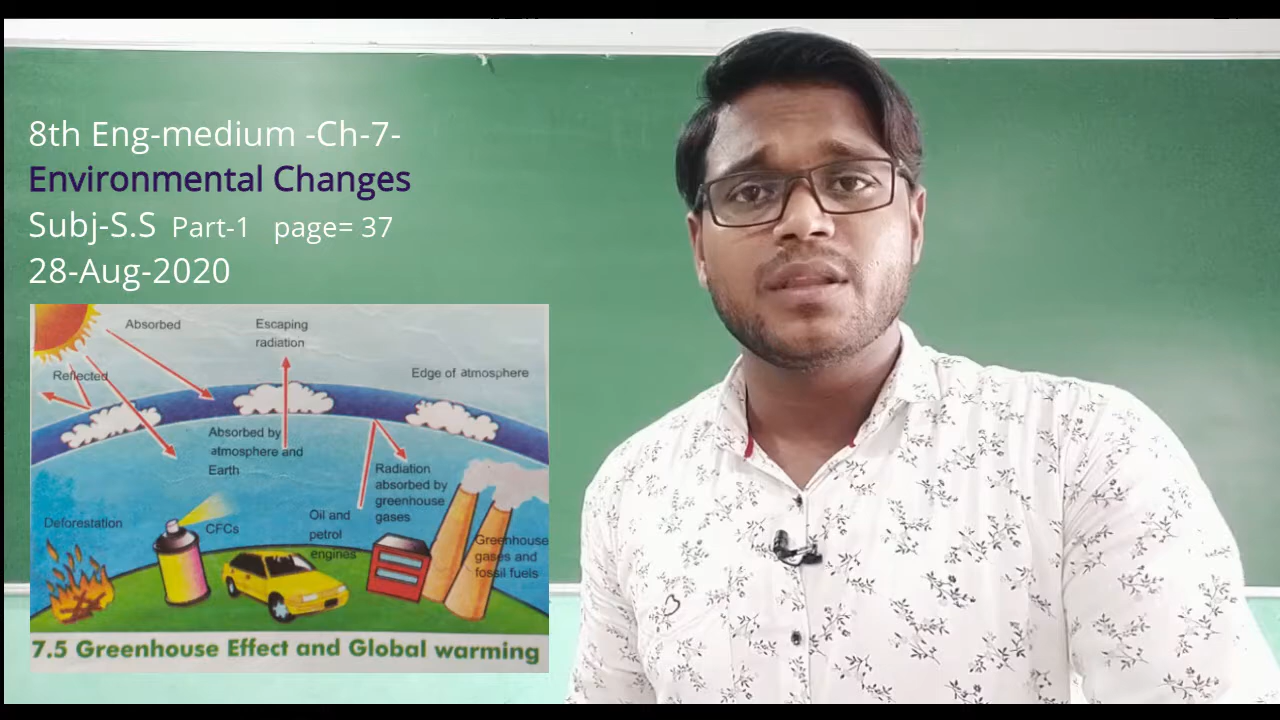 8th Eng-medium -Ch-7-
Environmental Changes
Subj-S.S Part-1 page= 37
28-Aug-2020
Absorbed
Escaping
radiation
Reflected
Edge of atmosphere
Absorbed by
atmosphere and
Earth
Radiation
absorbed by
greenhouse
gases
Deforestation
CFCs
Oil and
petrol
engines
Greenhouse
gases and
fossil fuels
7.5 Greenhouse Effect and Global warming